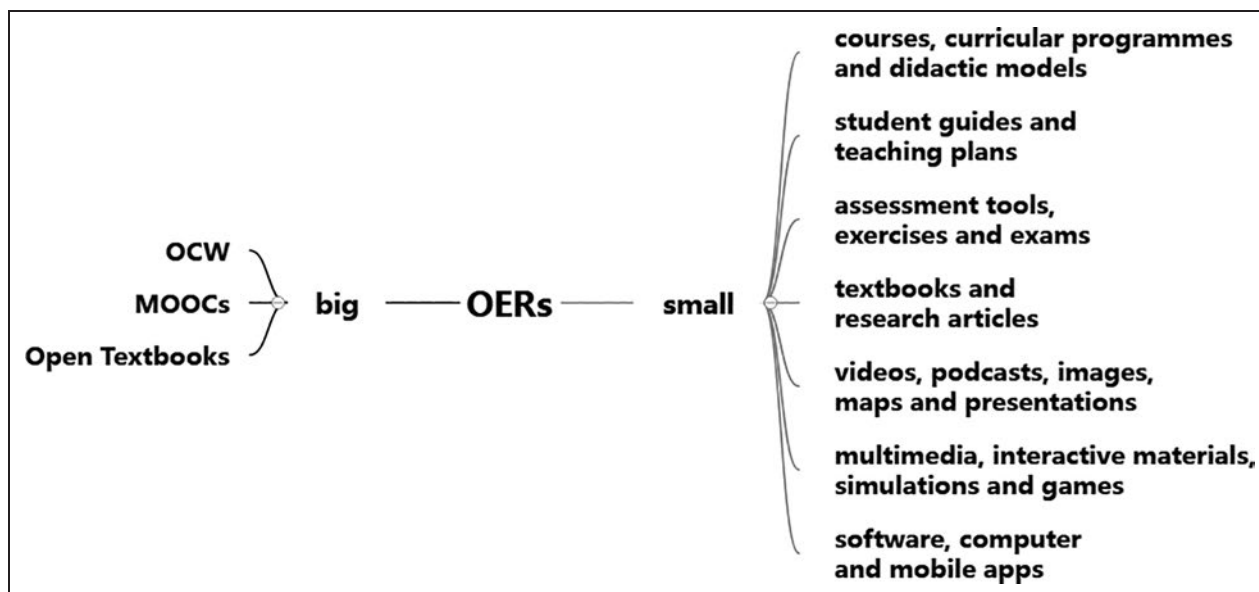 OCW
MOOCs
Open Textbooks
big
OERs
small
courses, curricular programmes
and didactic models
student guides and
teaching plans
assessment tools,
exercises and exams
textbooks and
research articles
videos, podcasts, images,
maps and presentations
multimedia, interactive materials,
simulations and games
software, computer
and mobile apps